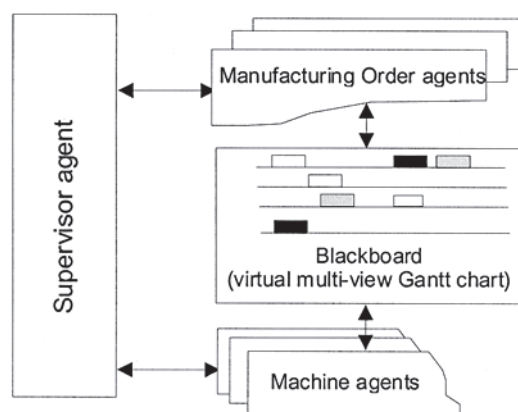 Supervisor agent
Manufacturing Order agents
Blackboard
(virtual multi-view Gantt chart)
Machine agents